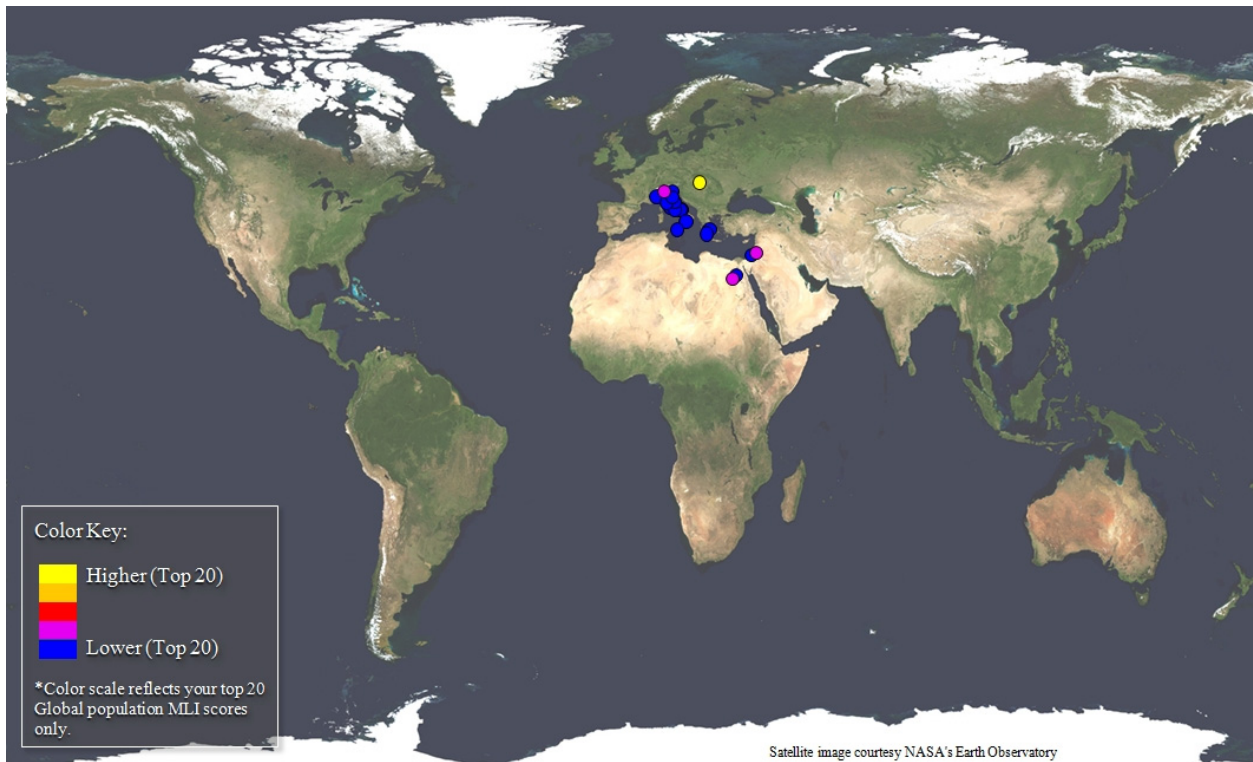 Color Key:
Higher (Top 20)
Lower (Top 20)
*Color scale reflects your top 20
Global population MLI scores
only.
Satellite image courtesy NASA's Earth Observatory